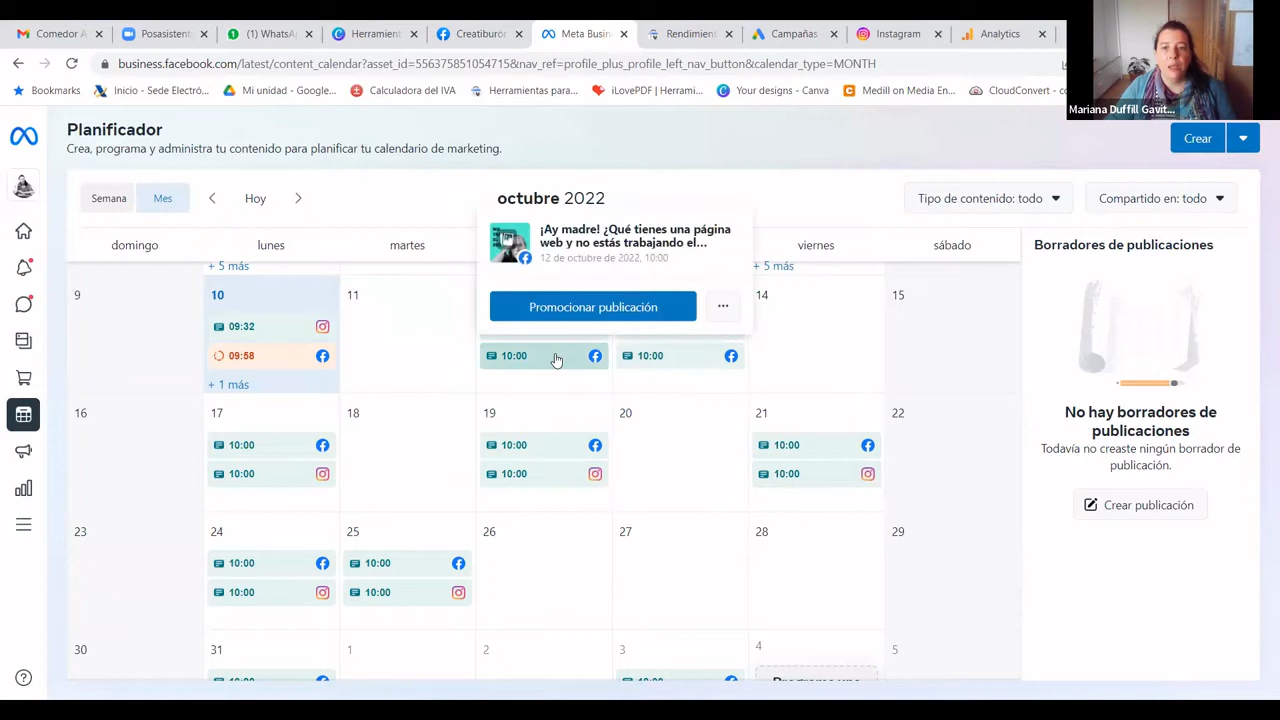 Comedor A
Posasistent
(1) WhatsA
Herramient
Creatiburón
Meta Busin
Rendimient
Campañas
Instagram
Analytics
business.facebook.com/latest/content_calendar?asset_id=556375851054715&nav_ref=profile_plus_profile_left_nav_button&calendar_type=MONTH
Bookmarks
Inicio - Sede Electró...
Mi unidad - Google...
Calculadora del IVA
Herramientas para...
iLovePDF | Herrami...
Your designs - Canva
Medill on Media En...
CloudConvert - co
Mariana Duffill Gavit...
Planificador
Crea, programa y administra tu contenido para planificar tu calendario de marketing.
Crear
Semana
Mes
Hoy
octubre 2022
Tipo de contenido: todo
Compartido en: todo
domingo
lunes
martes
viernes
sábado
Borradores de publicaciones
¡Ay madre! ¿Qué tienes una página
web y no estás trabajando el...
12 de octubre de 2022, 10:00
Promocionar publicación
+ 5 más
+ 5 más
9
10
11
14
15
09:32
09:58
10:00
10:00
+ 1 más
16
17
18
19
20
21
22
10:00
10:00
10:00
10:00
10:00
10:00
No hay borradores de
publicaciones
Todavía no creaste ningún borrador de
publicación.
Crear publicación
23
24
25
26
27
28
29
10:00
10:00
10:00
10:00
30
31
1
2
3
4
5
10:00
10:00
Programa una